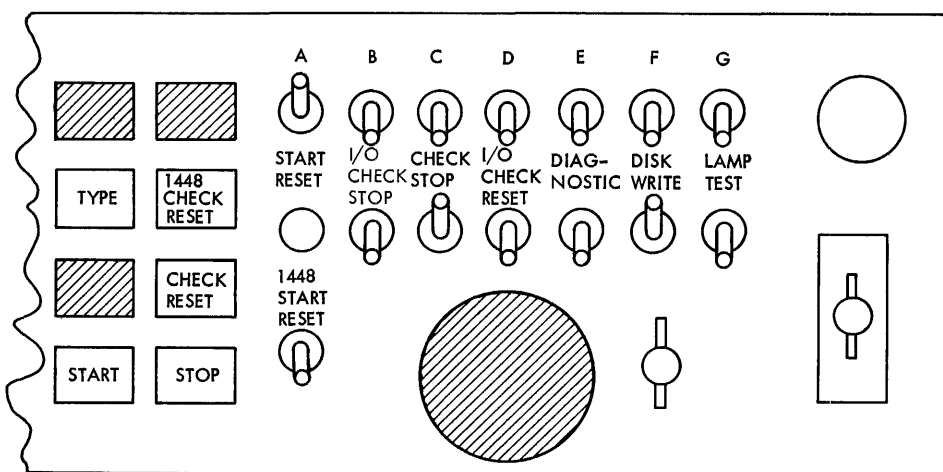 A B C D E F G
START
RESET
I/O
CHECK
STOP
CHECK
STOP
I/O
CHECK
RESET
DIAG-
NOSTIC
DISK
WRITE
LAMP
TEST
TYPE
1448
CHECK
RESET
1448
START
RESET
CHECK
RESET
START
STOP